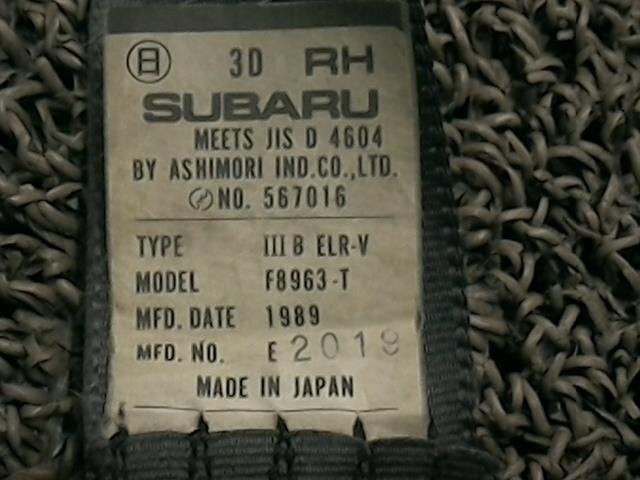 日 3D RH
SUBARU
MEETS JIS D 4604
BY ASHIMORI IND.CO.,LTD.
NO. 567016
TYPE III B ELR-V
MODEL F8963-T
MFD. DATE 1989
MFD. NO. E 2019
MADE IN JAPAN